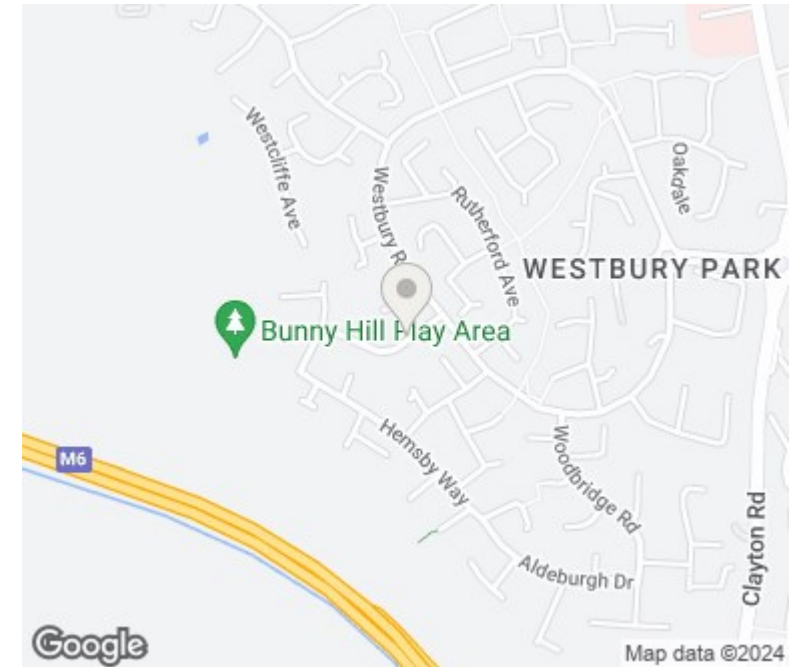 Westcliffe Ave
Westbury R
Rutherford Ave
Oakdale
WESTBURY PARK
Bunny Hill Play Area
M6
Hemsby Way
Woodbridge Rd
Clayton Rd
Aldeburgh Dr
Google
Map data ©2024